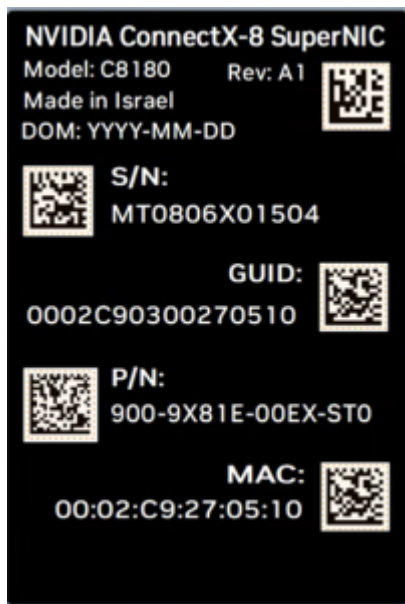 NVIDIA ConnectX-8 SuperNIC
Model: C8180 Rev: A1
Made in Israel
DOM: YYYY-MM-DD
S/N:
MT0806X01504
GUID:
0002C90300270510
P/N:
900-9X81E-00EX-ST0
MAC:
00:02:C9:27:05:10